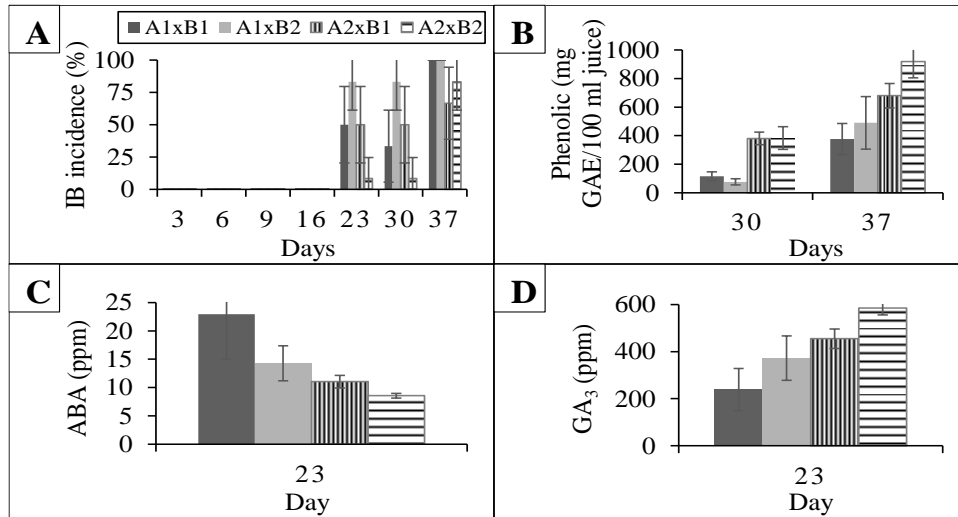 A
A1xB1 A1xB2 A2xB1 A2xB2
IB incidence (%)
100
75
50
25
0
3 6 9 16 23 30 37
Days
B
Phenolic (mg
GAE/100 ml juice)
1000
800
600
400
200
0
30 37
Days
C
ABA (ppm)
25
20
15
10
5
0
23
Day
D
GA₃ (ppm)
600
400
200
0
23
Day